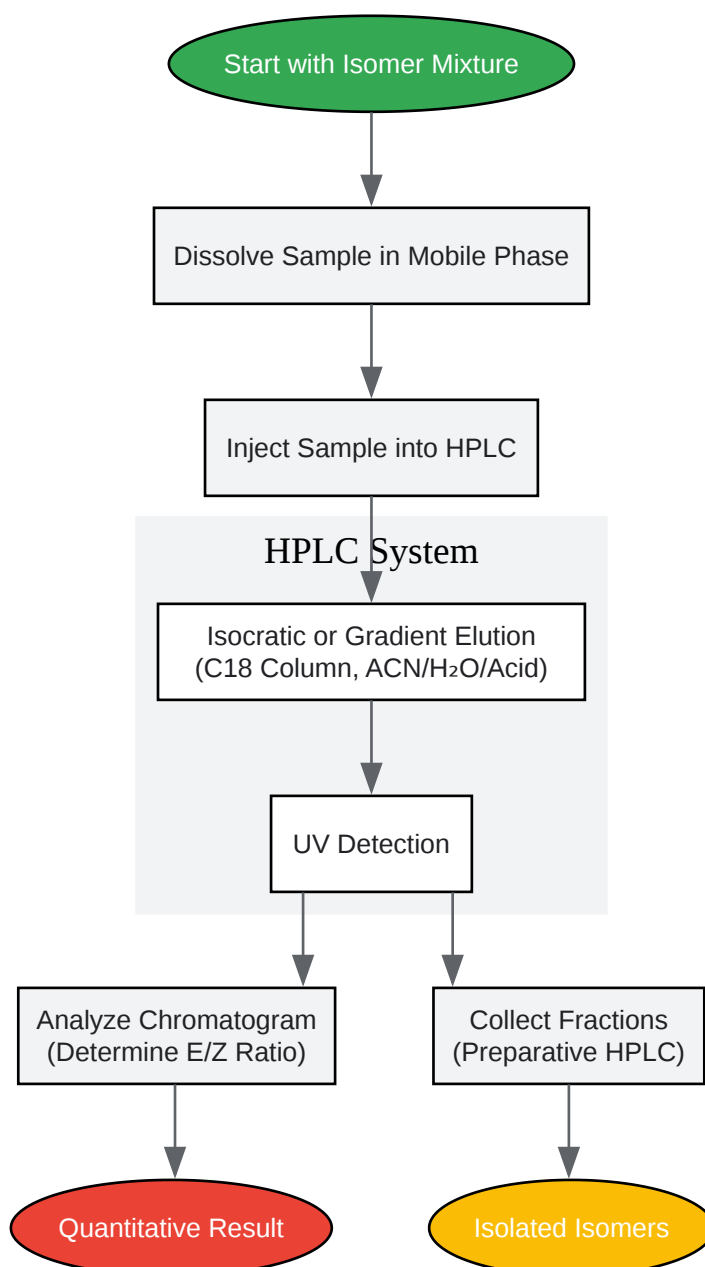 Start with Isomer Mixture
Dissolve Sample in Mobile Phase
Inject Sample into HPLC
HPLC System
Isocratic or Gradient Elution
(C18 Column, ACN/H₂O/Acid)
UV Detection
Analyze Chromatogram
(Determine E/Z Ratio)
Collect Fractions
(Preparative HPLC)
Quantitative Result
Isolated Isomers